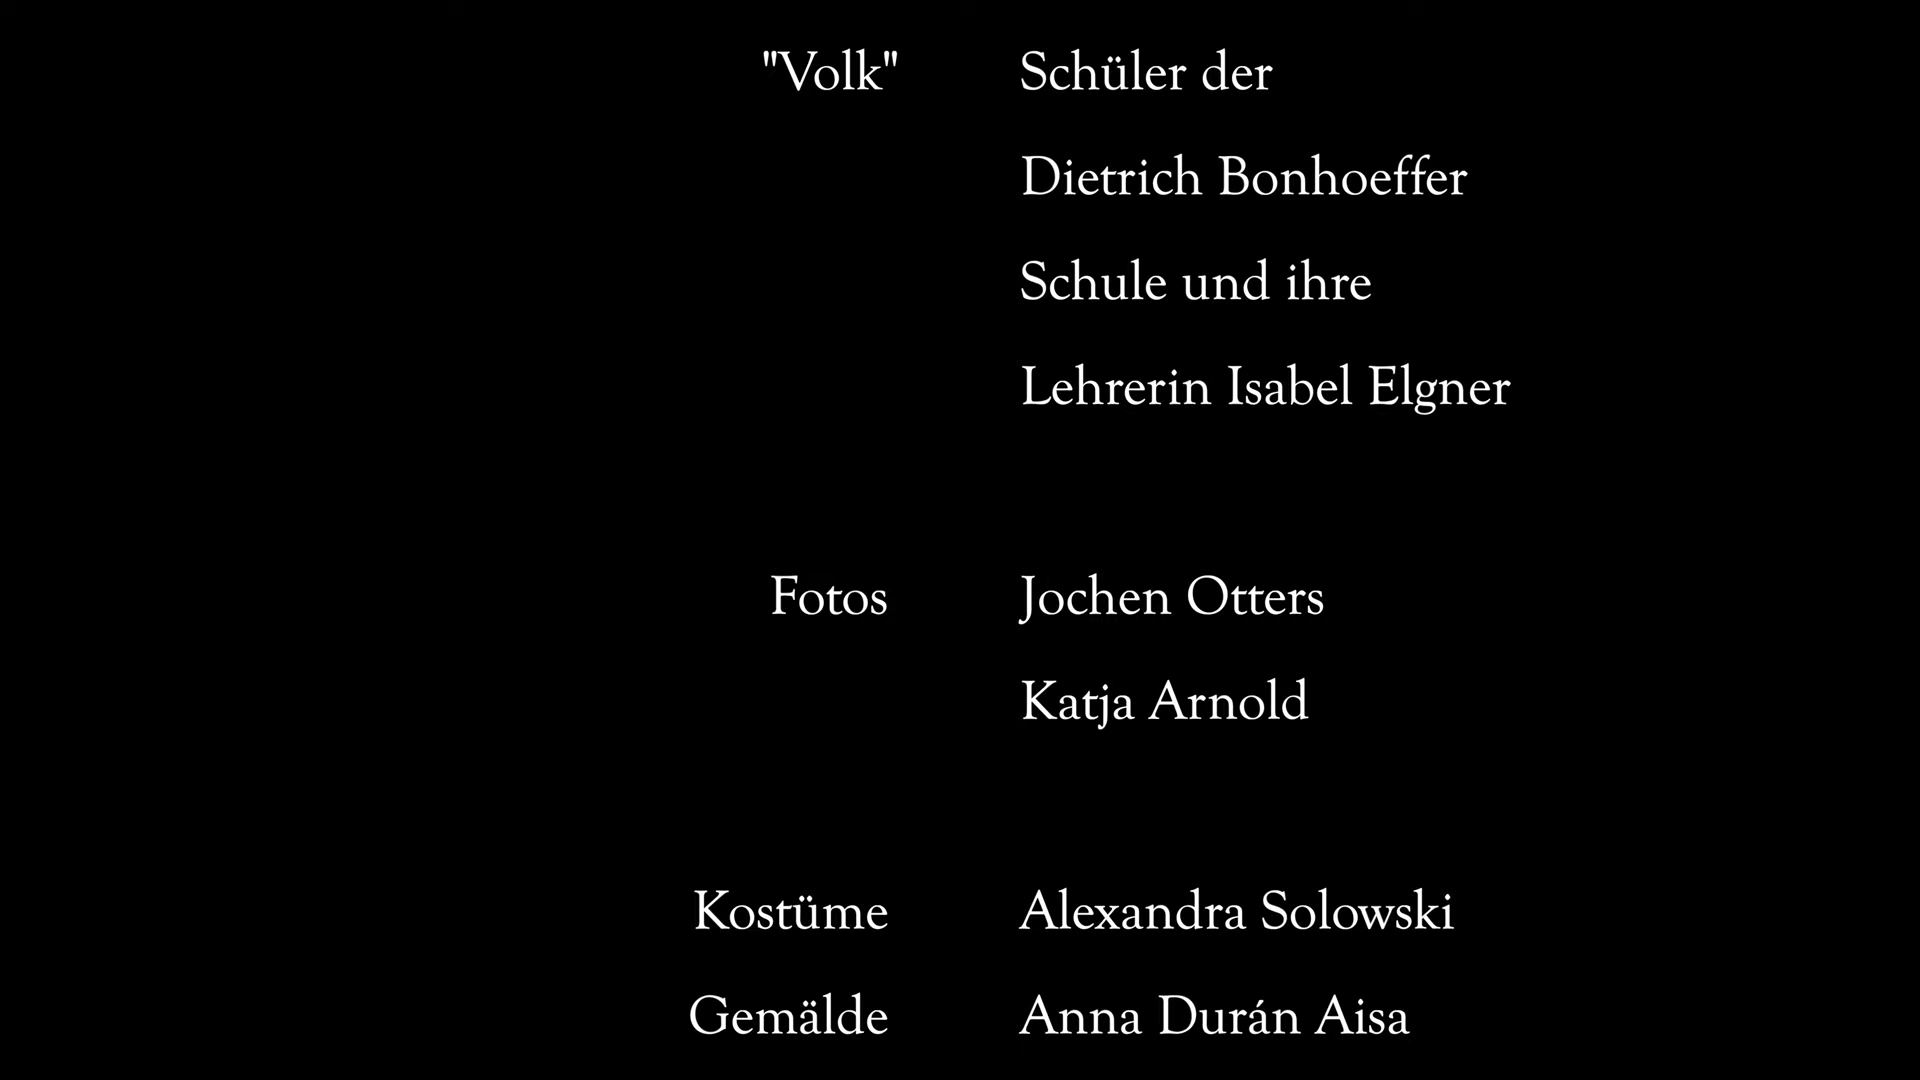 "Volk" Schüler der
Dietrich Bonhoeffer
Schule und ihre
Lehrerin Isabel Elgner
Fotos Jochen Otters
Katja Arnold
Kostüme Alexandra Solowski
Gemälde Anna Durán Aisa